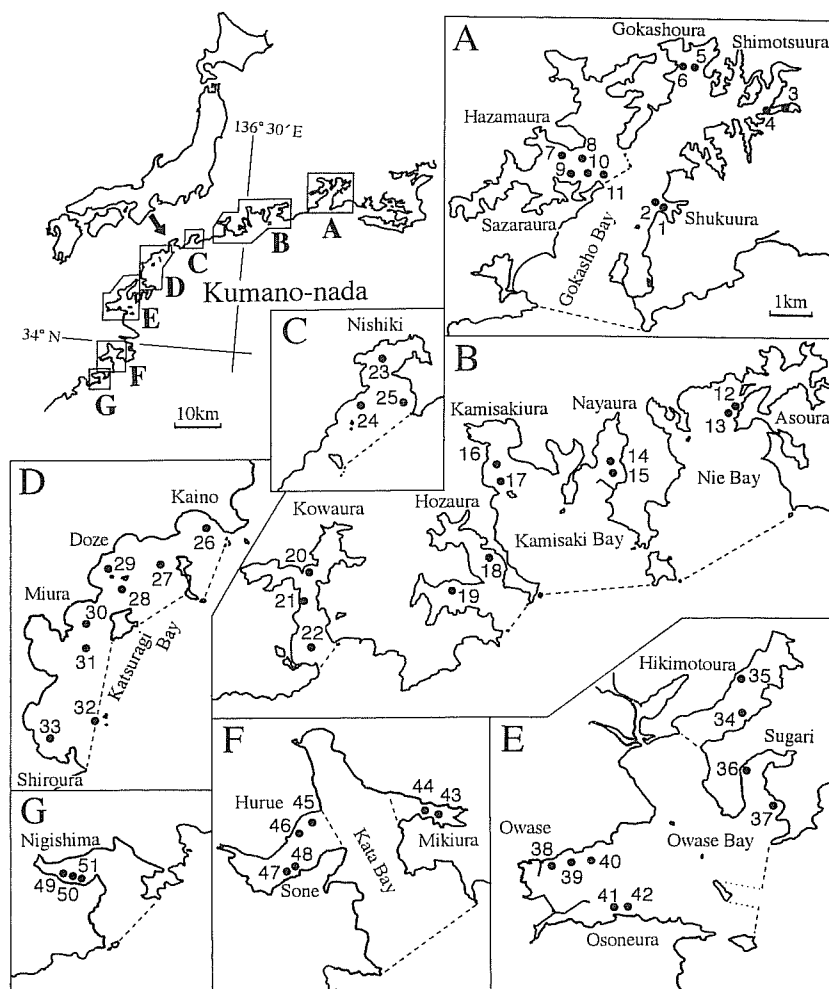 136° 30′ E
A
B
C
D
E
F
G
Kumano-nada
34° N
10km
A
Gokashoura
Shimotsuura
5
6
3
4
Hazamaura
7
8
9
10
11
2
1
Sazaraura
Shukuura
Gokasho Bay
1km
C
Nishiki
23
24
25
B
Kamisakiura
Nayaura
12
13
Asoura
16
17
14
15
Nie Bay
Kowaura
Hozaura
Kamisaki Bay
20
18
21
19
22
D
Kaino
26
Doze
29
27
28
Miura
30
31
Katsuragi Bay
32
33
Shiroura
E
Hikimotoura
35
34
Sugari
36
37
Owase
Owase Bay
38
39
40
41
42
Osoneura
F
Hurue
45
46
44
43
Mikiura
Kata Bay
48
47
Sone
G
Nigishima
49
50
51